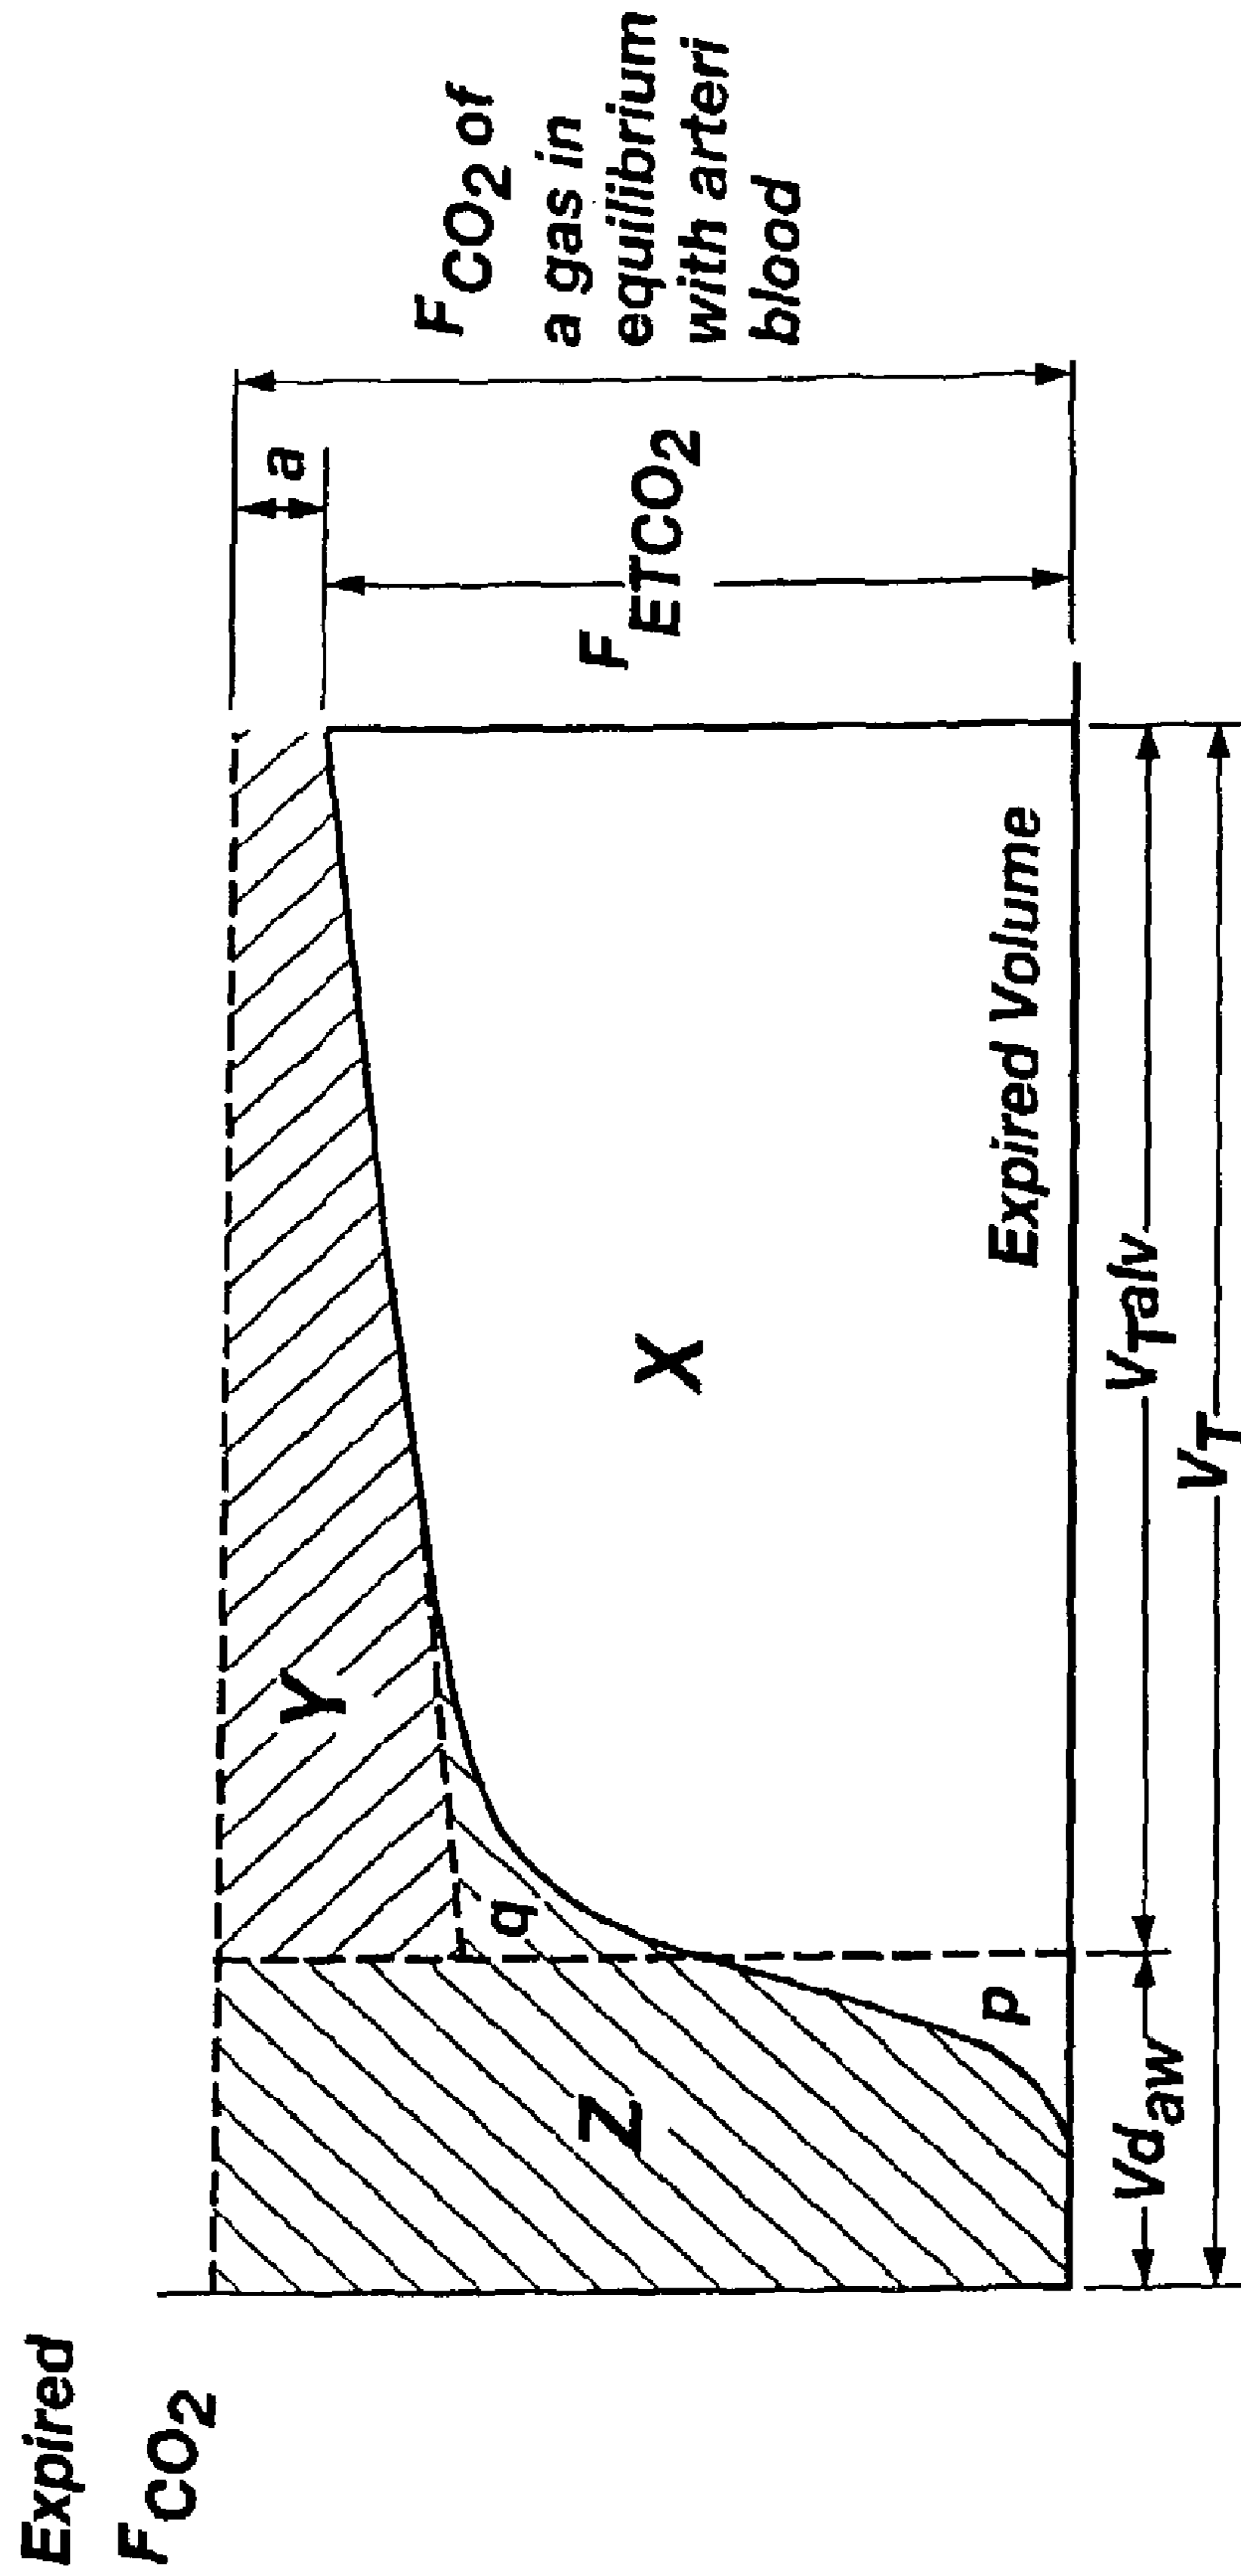 Expired
FCO2
FCO2 of
a gas in
equilibrium
with arteri
blood
a
FETCO2
Y
X
q
Z
p
Expired Volume
Vdaw
VTalv
VT